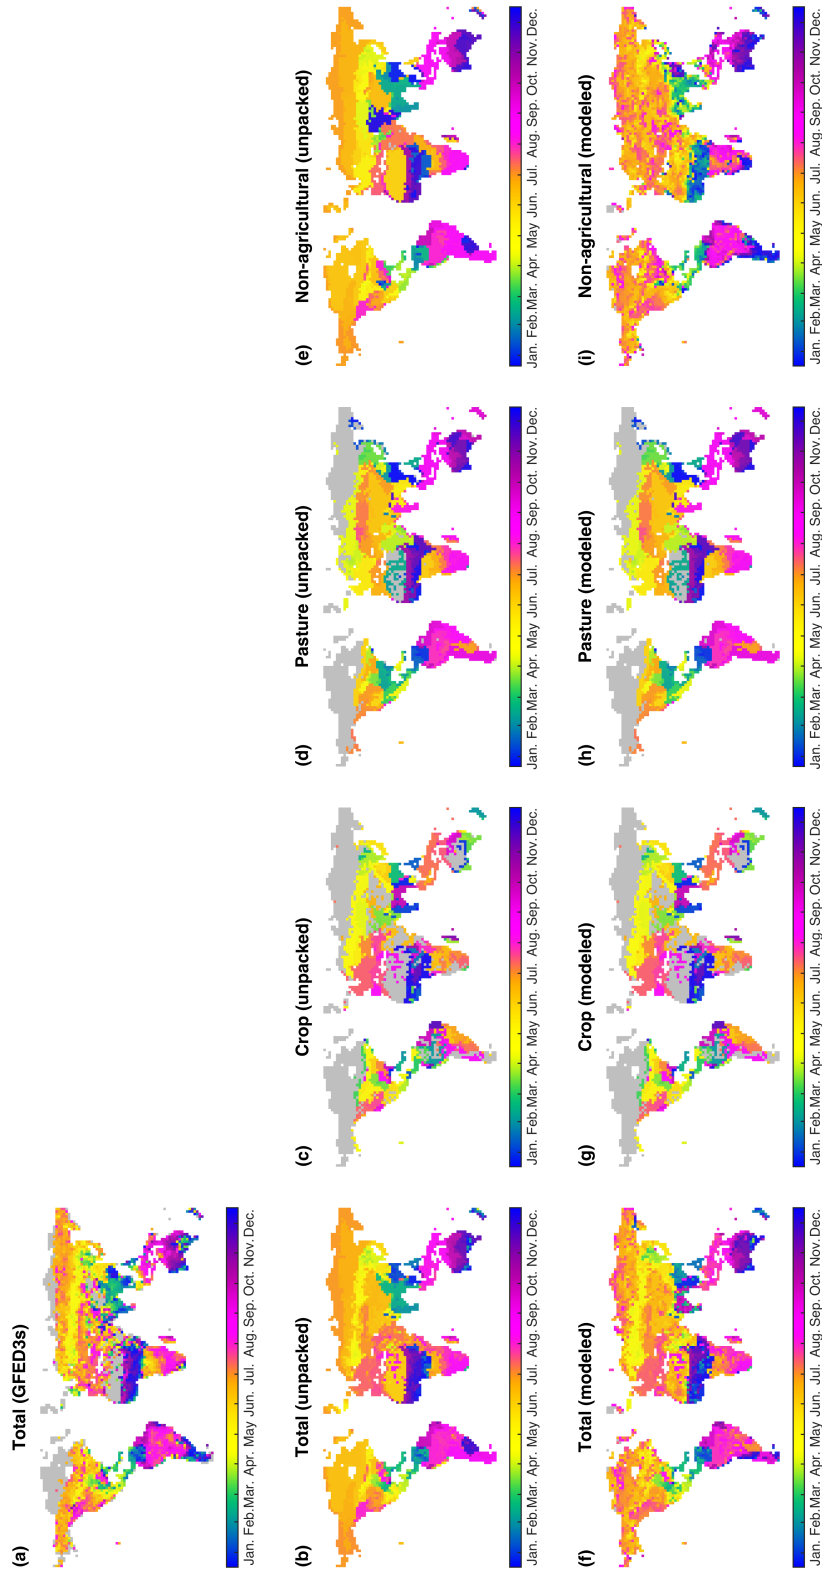 (a) Total (GFED3s)
Jan. Feb.Mar. Apr. May Jun. Jul. Aug. Sep. Oct. Nov. Dec.
(b) Total (unpacked)
Jan. Feb.Mar. Apr. May Jun. Jul. Aug. Sep. Oct. Nov. Dec.
(c) Crop (unpacked)
Jan. Feb.Mar. Apr. May Jun. Jul. Aug. Sep. Oct. Nov. Dec.
(d) Pasture (unpacked)
Jan. Feb.Mar. Apr. May Jun. Jul. Aug. Sep. Oct. Nov. Dec.
(e) Non-agricultural (unpacked)
Jan. Feb.Mar. Apr. May Jun. Jul. Aug. Sep. Oct. Nov. Dec.
(f) Total (modeled)
Jan. Feb.Mar. Apr. May Jun. Jul. Aug. Sep. Oct. Nov. Dec.
(g) Crop (modeled)
Jan. Feb.Mar. Apr. May Jun. Jul. Aug. Sep. Oct. Nov. Dec.
(h) Pasture (modeled)
Jan. Feb.Mar. Apr. May Jun. Jul. Aug. Sep. Oct. Nov. Dec.
(i) Non-agricultural (modeled)
Jan. Feb.Mar. Apr. May Jun. Jul. Aug. Sep. Oct. Nov. Dec.